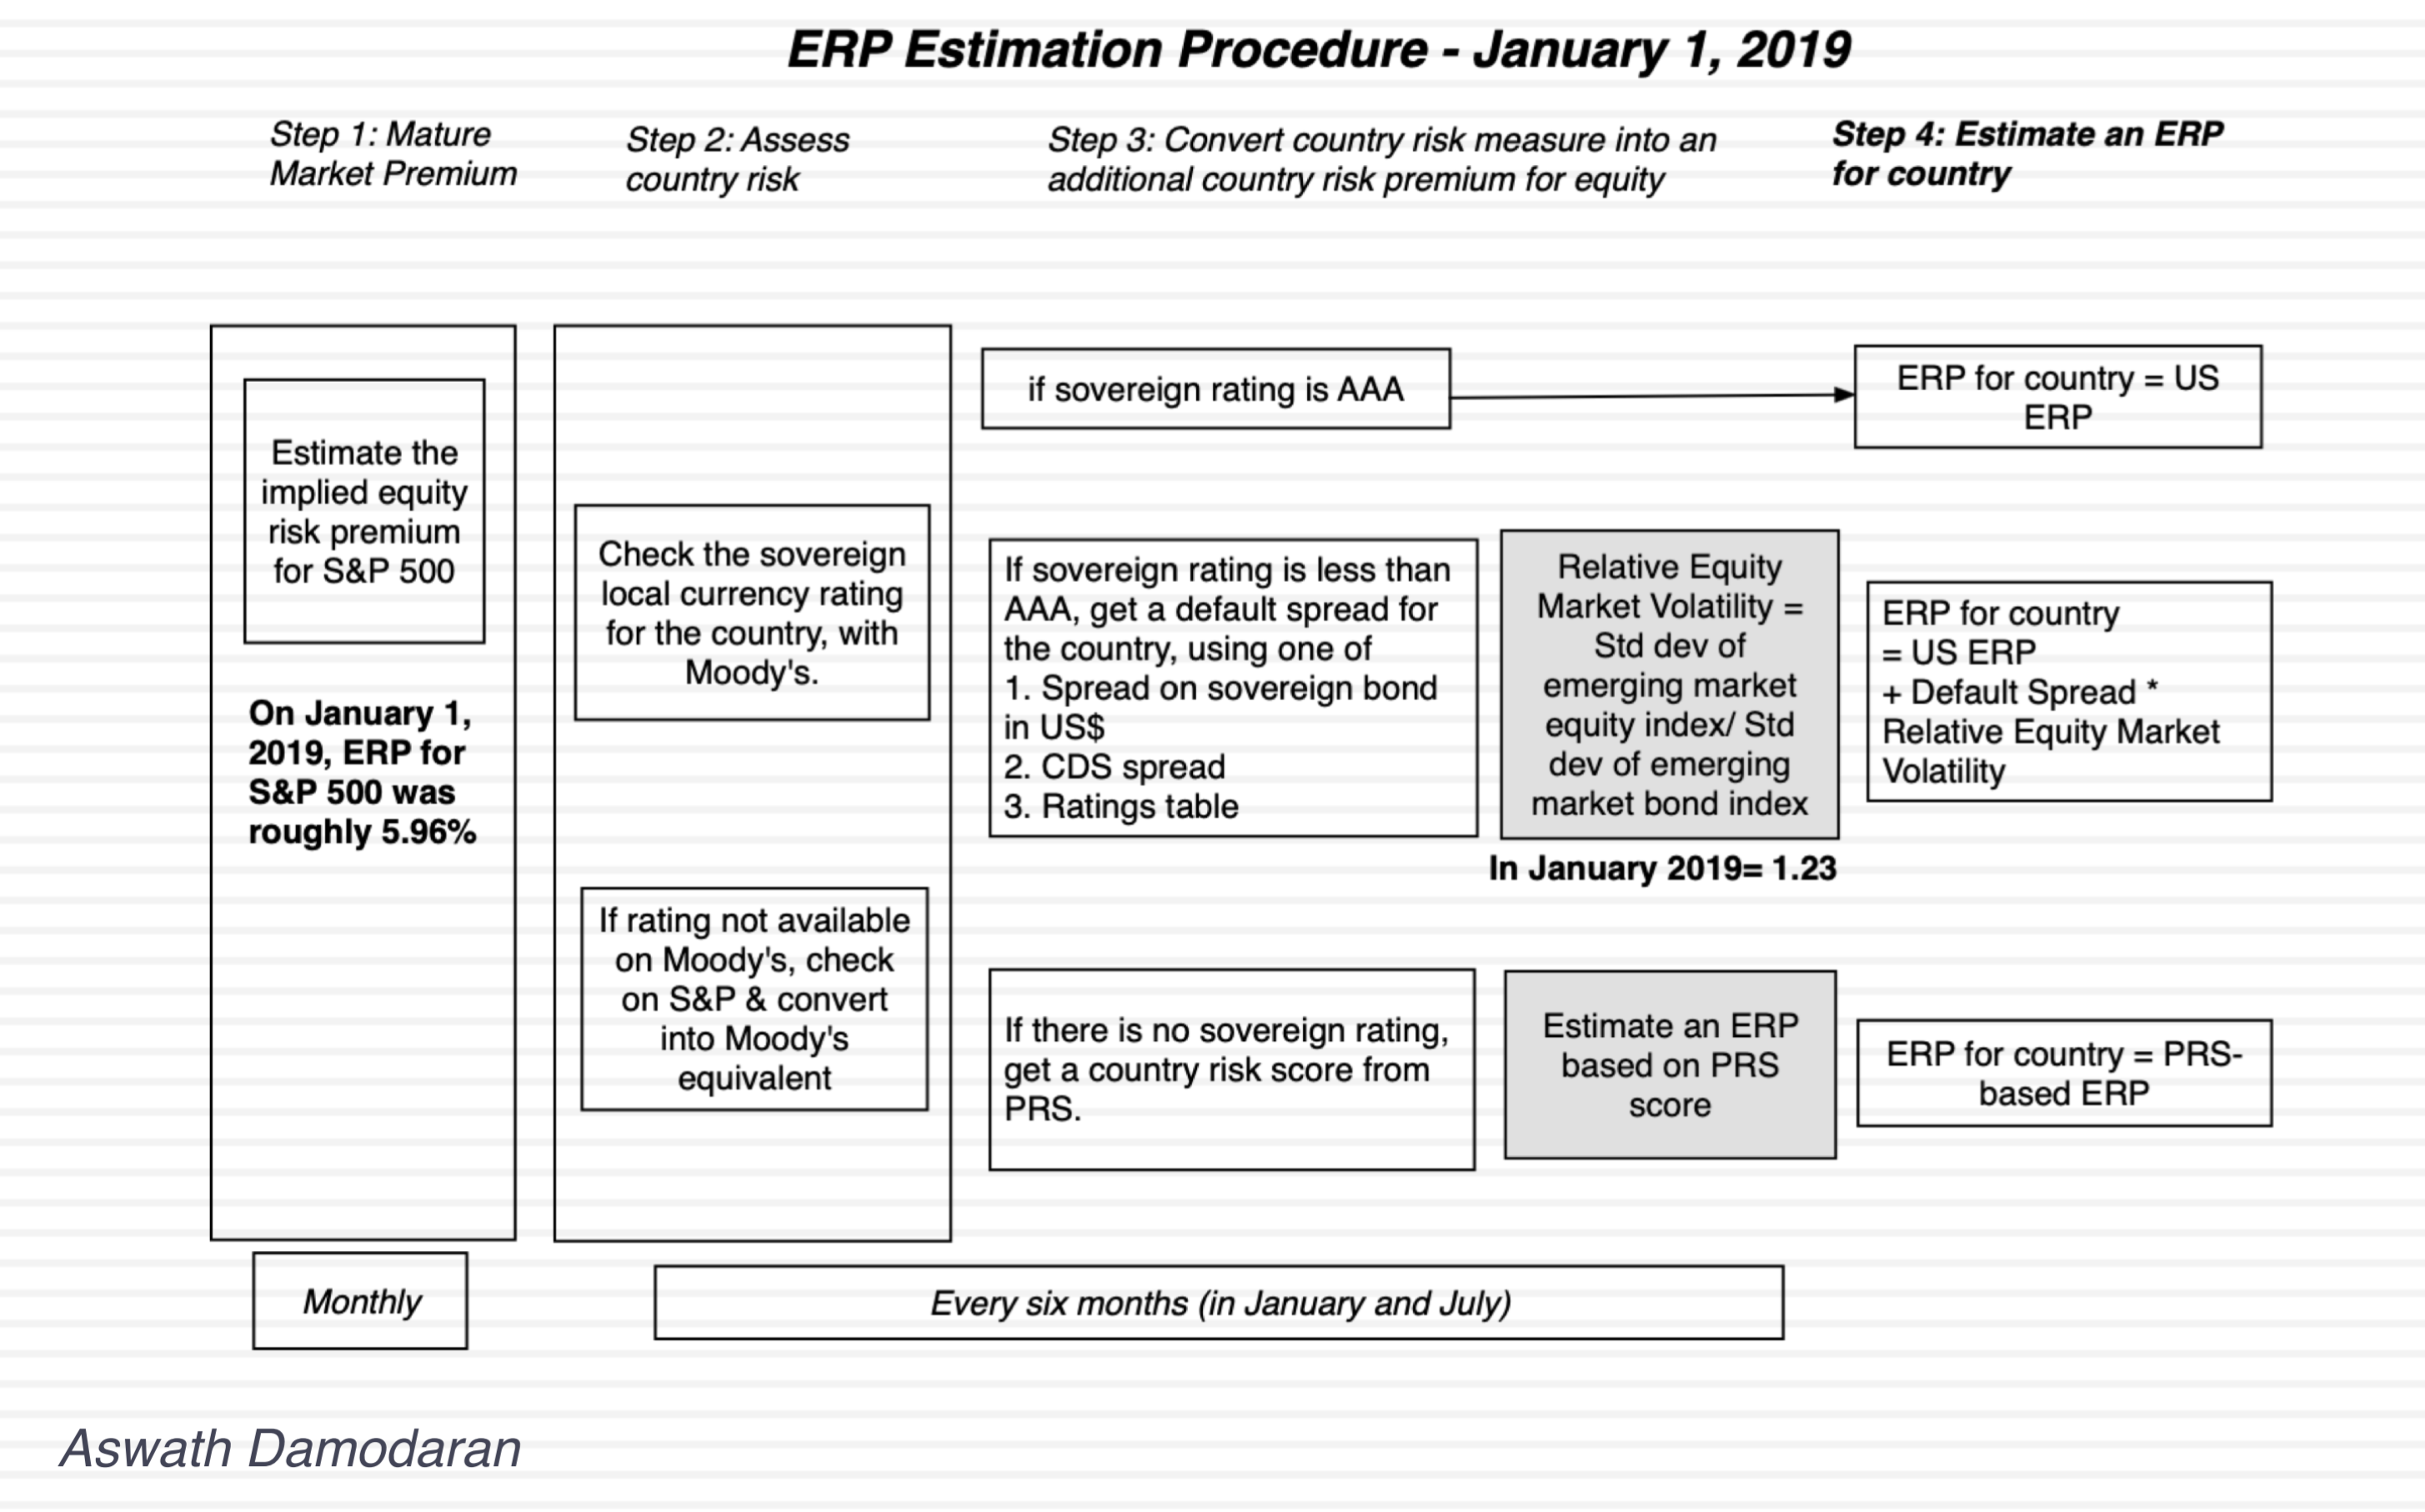 ERP Estimation Procedure - January 1, 2019
Step 1: Mature
Market Premium
Step 2: Assess
country risk
Step 3: Convert country risk measure into an
additional country risk premium for equity
Step 4: Estimate an ERP
for country
Estimate the
implied equity
risk premium
for S&P 500
On January 1,
2019, ERP for
S&P 500 was
roughly 5.96%
Check the sovereign
local currency rating
for the country, with
Moody's.
If rating not available
on Moody's, check
on S&P & convert
into Moody's
equivalent
if sovereign rating is AAA
ERP for country = US
ERP
If sovereign rating is less than
AAA, get a default spread for
the country, using one of
1. Spread on sovereign bond
in US$
2. CDS spread
3. Ratings table
Relative Equity
Market Volatility =
Std dev of
emerging market
equity index/ Std
dev of emerging
market bond index
In January 2019= 1.23
ERP for country
= US ERP
+ Default Spread *
Relative Equity Market
Volatility
If there is no sovereign rating,
get a country risk score from
PRS.
Estimate an ERP
based on PRS
score
ERP for country = PRS-
based ERP
Monthly
Every six months (in January and July)
Aswath Damodaran